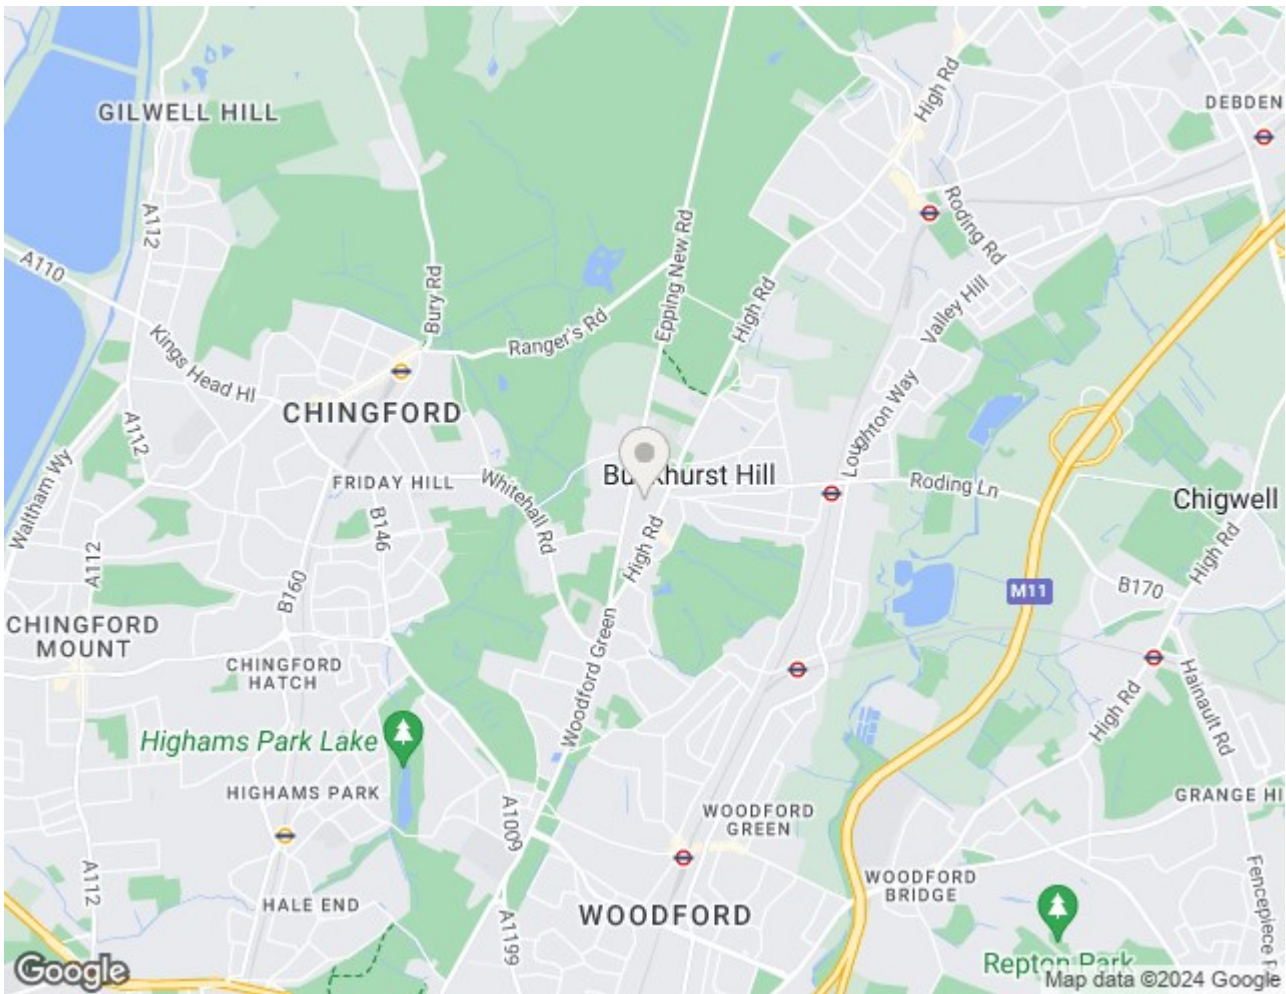 GILWELL HILL
DEBDEN
High Rd
A112
A110
Roding Rd
Bury Rd
Epping New Rd
High Rd
Valley Hill
Ranger's Rd
Kings Head Hl
CHINGFORD
A112
Loughton Way
Waltham Wy
FRIDAY HILL
Whitehall Rd
Hill
Roding Ln
Chigwell
B146
High Rd
High Rd
A112
B160
M11
B170
CHINGFORD
MOUNT
CHINGFORD
HATCH
Woodford Green
High Rd
Hainault Rd
Highams Park Lake
HIGHAMS PARK
A1009
WOODFORD
GREEN
GRANGE HI
A112
HALE END
WOODFORD
A1199
WOODFORD
BRIDGE
Fencepiece R
Repton Park
Google
Map data ©2024 Google